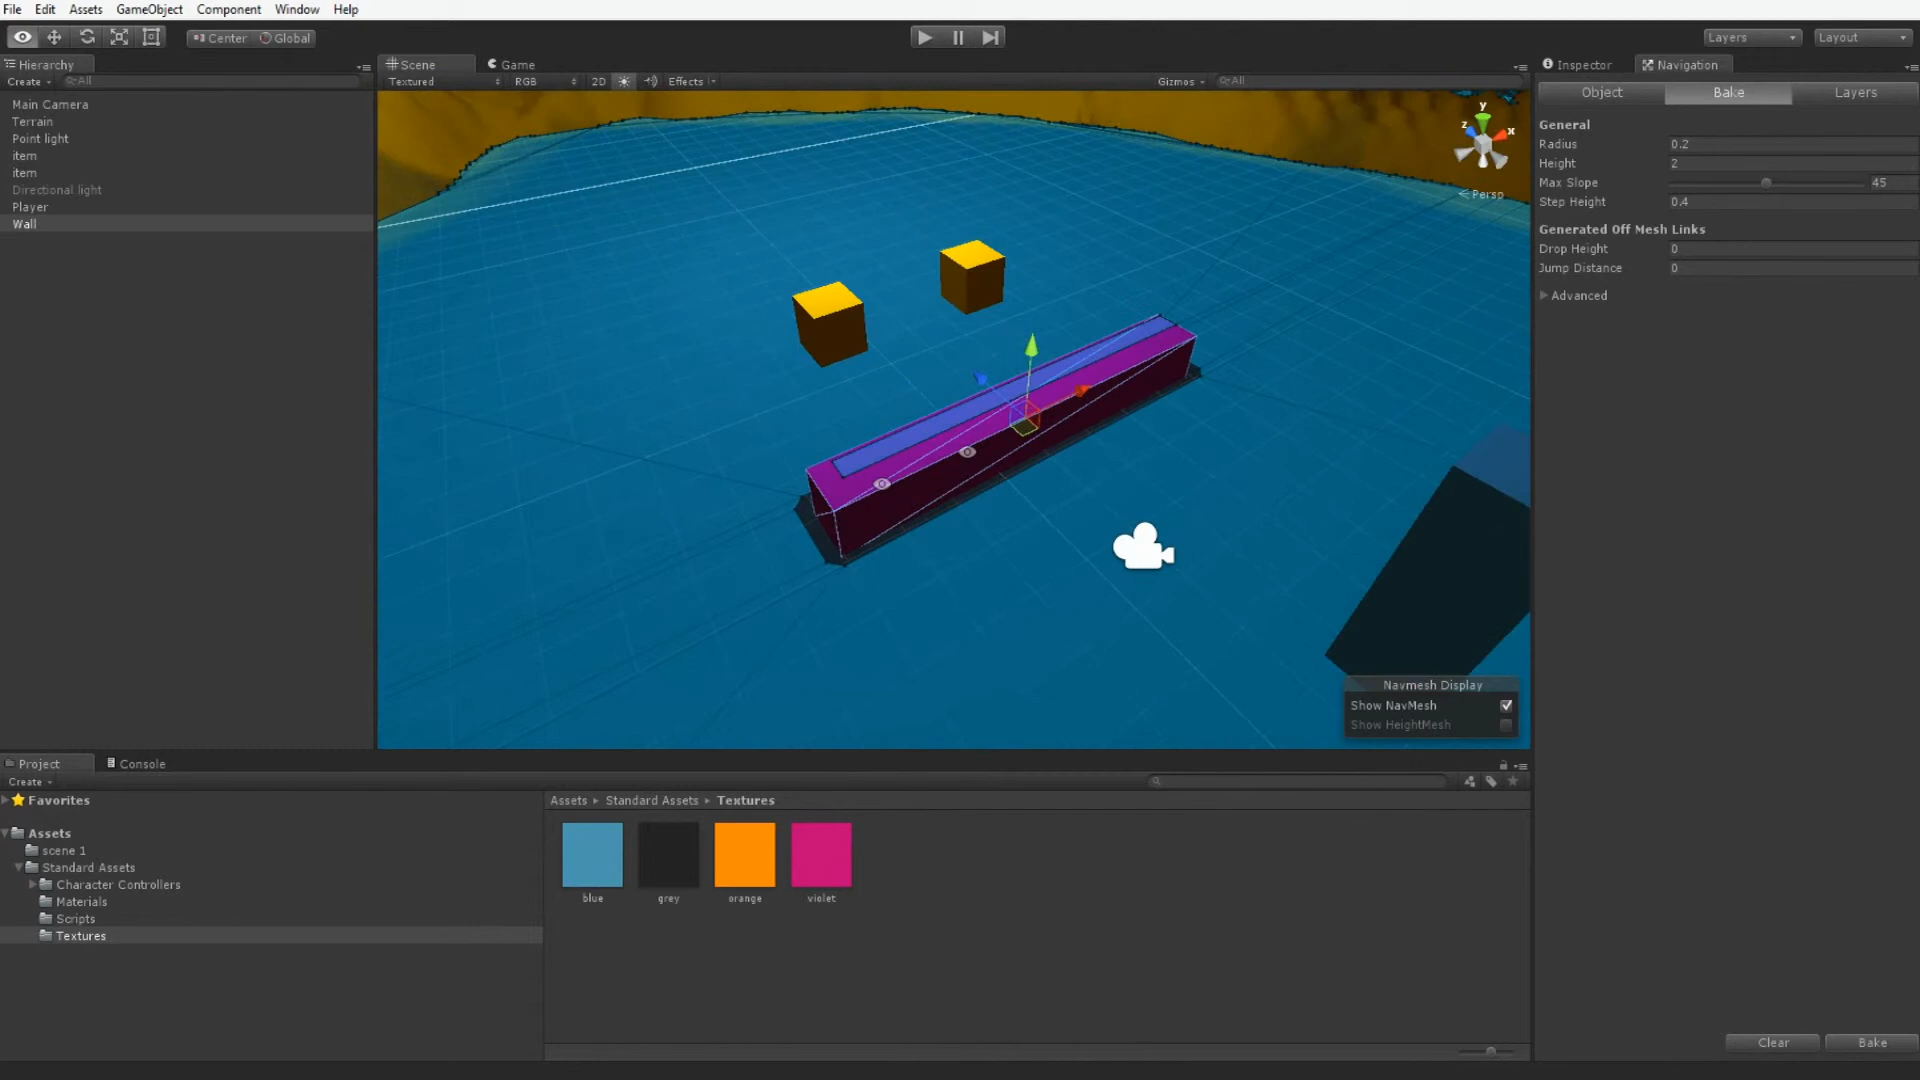 File Edit Assets GameObject Component Window Help
Center Global
Layers Layout
Hierarchy
Create All
Main Camera
Terrain
Point light
item
item
Directional light
Player
Wall
Scene Game
Textured RGB 2D Effects Gizmos All
y
z x
Persp
Navmesh Display
Show NavMesh
Show HeightMesh
Inspector Navigation
Object Bake Layers
General
Radius 0.2
Height 2
Max Slope 45
Step Height 0.4
Generated Off Mesh Links
Drop Height 0
Jump Distance 0
Advanced
Clear Bake
Project Console
Create
Favorites
Assets
scene 1
Standard Assets
Character Controllers
Materials
Scripts
Textures
Assets Standard Assets Textures
blue grey orange violet